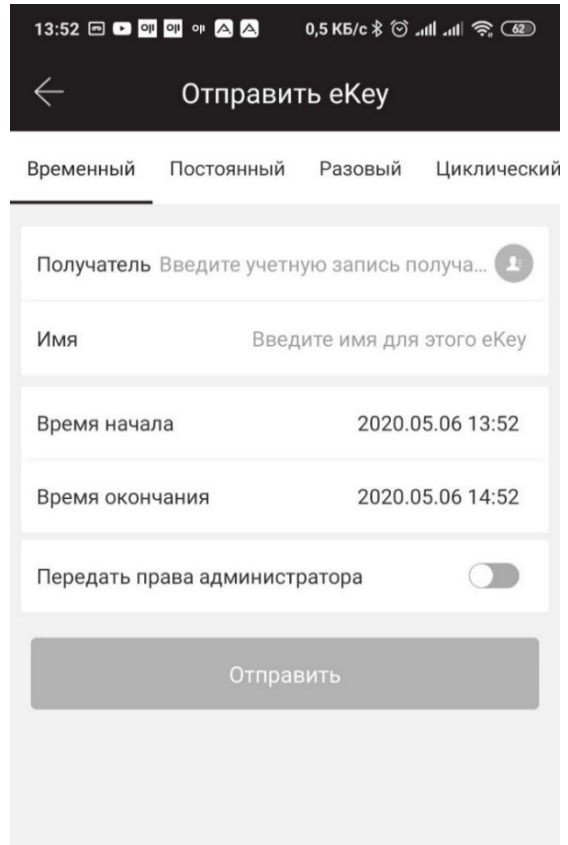 13:52 0,5 КБ/с 62
Отправить eKey
Временный Постоянный Разовый Циклический
Получатель Введите учетную запись получа...
Имя Введите имя для этого eKey
Время начала 2020.05.06 13:52
Время окончания 2020.05.06 14:52
Передать права администратора
Отправить